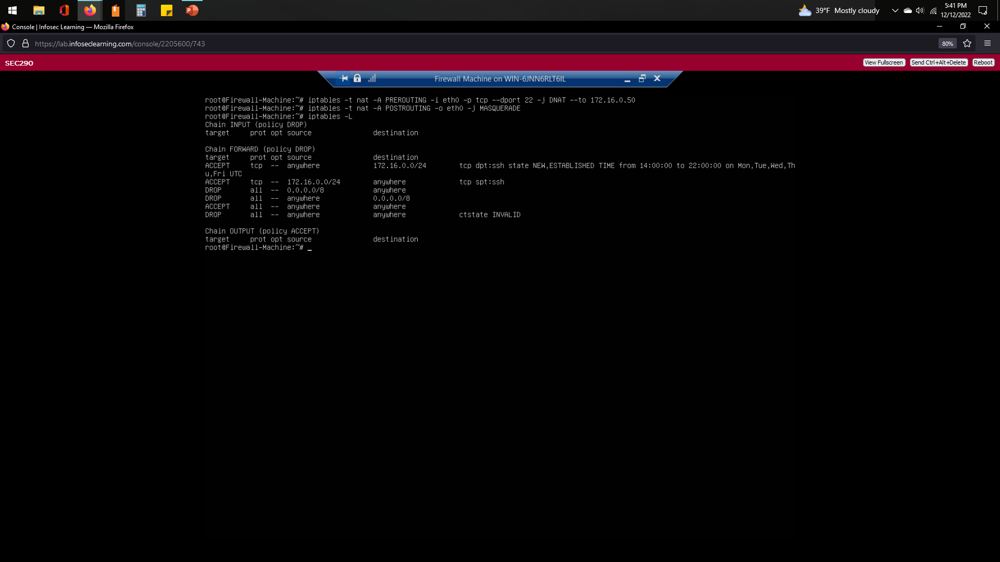 39°F Mostly cloudy
5:41 PM
12/12/2022
Console | Infosec Learning — Mozilla Firefox
https://lab.infoseclearning.com/console/2205600/743
80%
SEC290
View Fullscreen
Send Ctrl+Alt+Delete
Reboot
Firewall Machine on WIN-6JNN6RLT6IL
root@Firewall-Machine:~# iptables -t nat -A PREROUTING -i eth0 -p tcp --dport 22 -j DNAT --to 172.16.0.50
root@Firewall-Machine:~# iptables -t nat -A POSTROUTING -o eth0 -j MASQUERADE
root@Firewall-Machine:~# iptables -L
Chain INPUT (policy DROP)
target     prot opt source               destination
Chain FORWARD (policy DROP)
target     prot opt source               destination
ACCEPT     tcp  --  anywhere             172.16.0.0/24        tcp dpt:ssh state NEW,ESTABLISHED TIME from 14:00:00 to 22:00:00 on Mon,Tue,Wed,Th
u,Fri UTC
ACCEPT     tcp  --  172.16.0.0/24        anywhere             tcp spt:ssh
DROP       all  --  0.0.0.0/8            anywhere
DROP       all  --  anywhere             0.0.0.0/8
ACCEPT     all  --  anywhere             anywhere
DROP       all  --  anywhere             anywhere             ctstate INVALID
Chain OUTPUT (policy ACCEPT)
target     prot opt source               destination
root@Firewall-Machine:~# _